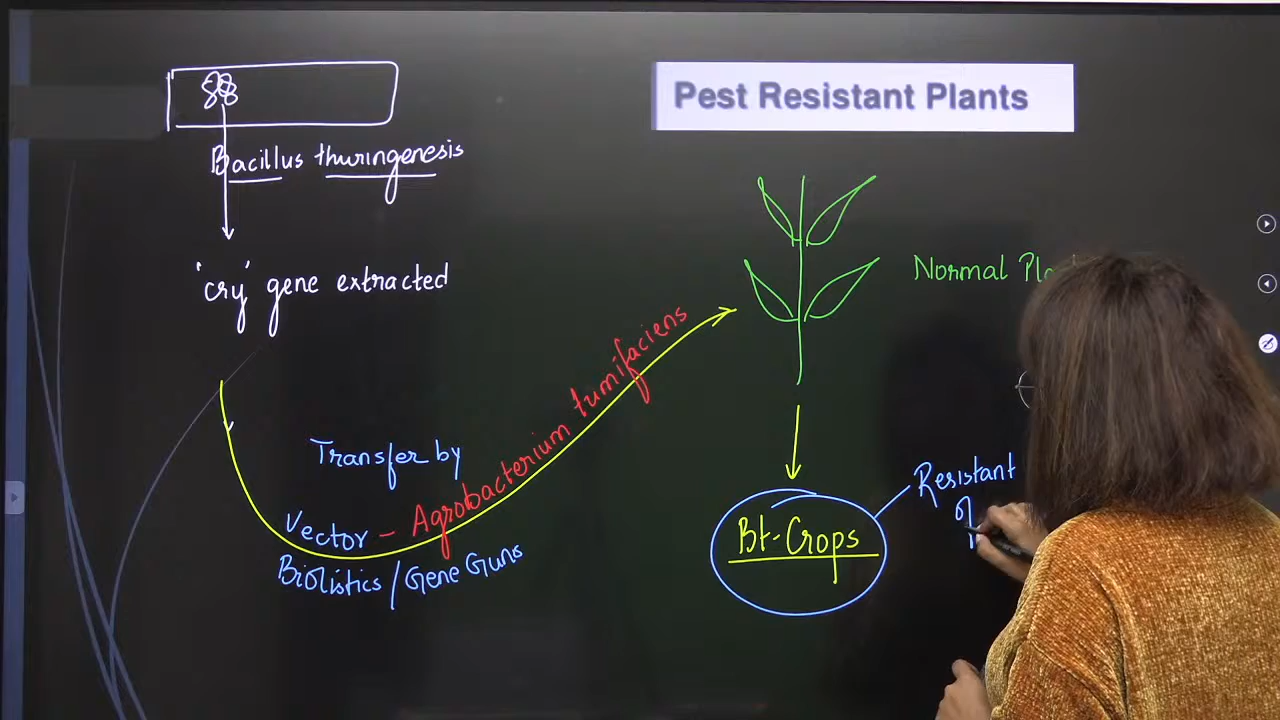 Pest Resistant Plants
Bacillus thuringenesis
'cry' gene extracted
Transfer by
Vector - Agrobacterium tumifaciens
Biolistics / Gene Guns
Normal
Bt-Crops
Resistant